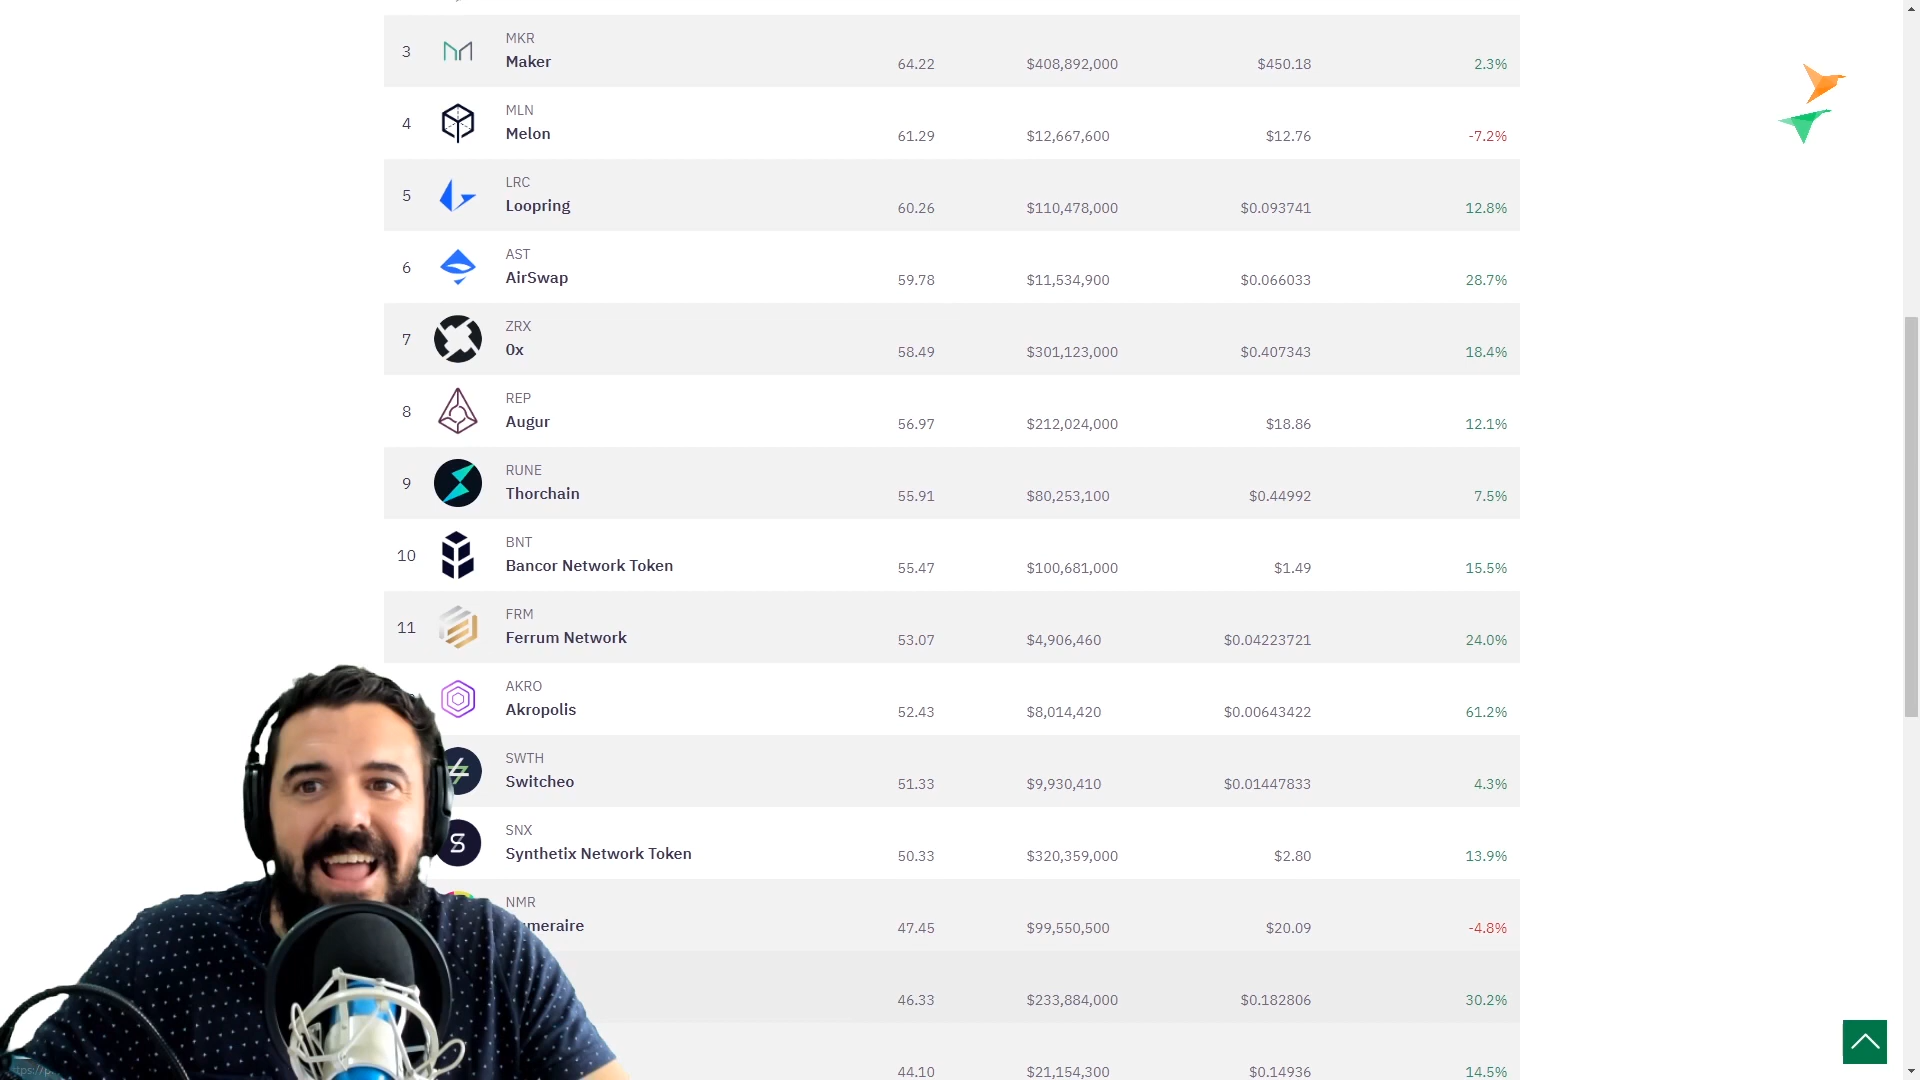 3 MKR
Maker 64.22 $408,892,000 $450.18 2.3%
4 MLN
Melon 61.29 $12,667,600 $12.76 -7.2%
5 LRC
Loopring 60.26 $110,478,000 $0.093741 12.8%
6 AST
AirSwap 59.78 $11,534,900 $0.066033 28.7%
7 ZRX
0x 58.49 $301,123,000 $0.407343 18.4%
8 REP
Augur 56.97 $212,024,000 $18.86 12.1%
9 RUNE
Thorchain 55.91 $80,253,100 $0.44992 7.5%
10 BNT
Bancor Network Token 55.47 $100,681,000 $1.49 15.5%
11 FRM
Ferrum Network 53.07 $4,906,460 $0.04223721 24.0%
AKRO
Akropolis 52.43 $8,014,420 $0.00643422 61.2%
SWTH
Switcheo 51.33 $9,930,410 $0.01447833 4.3%
SNX
Synthetix Network Token 50.33 $320,359,000 $2.80 13.9%
NMR
meraire 47.45 $99,550,500 $20.09 -4.8%
46.33 $233,884,000 $0.182806 30.2%
44.10 $21,154,300 $0.14936 14.5%